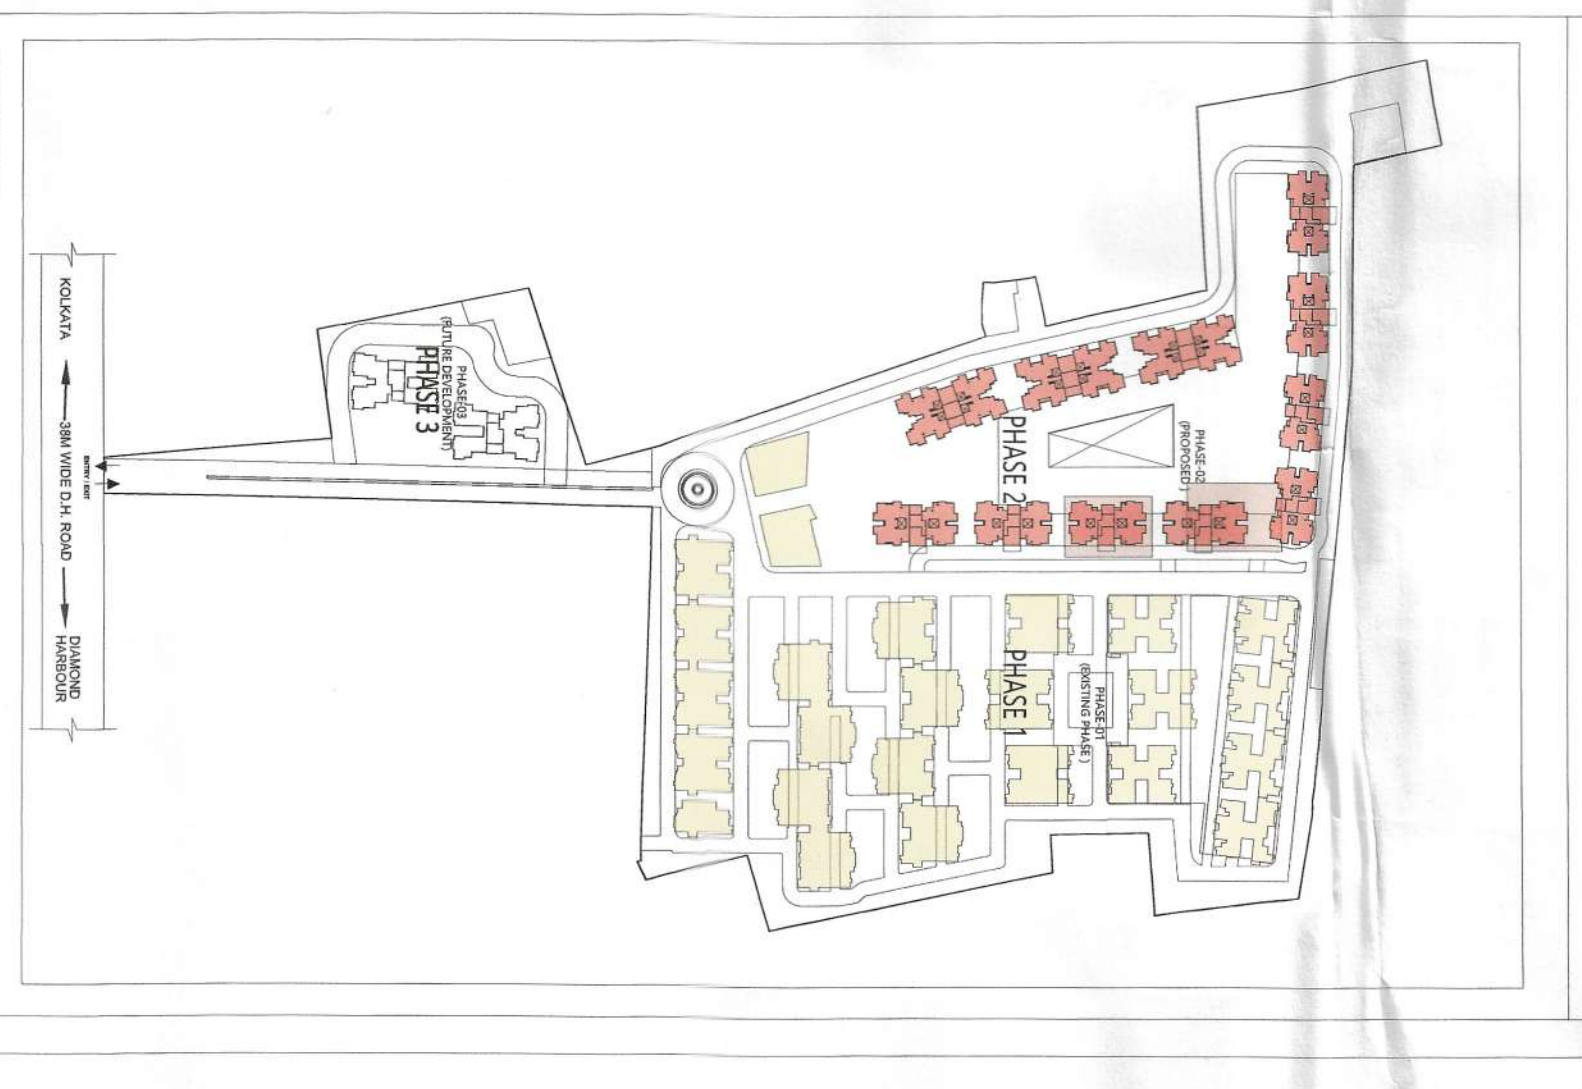 KOLKATA
38M WIDE D.H. ROAD
DIAMOND
HARBOUR
ENTRY / EXIT
PHASE-03
(FUTURE DEVELOPMENT)
PHASE 3
PHASE-02
(PROPOSED)
PHASE 2
PHASE-01
(EXISTING PHASE)
PHASE 1